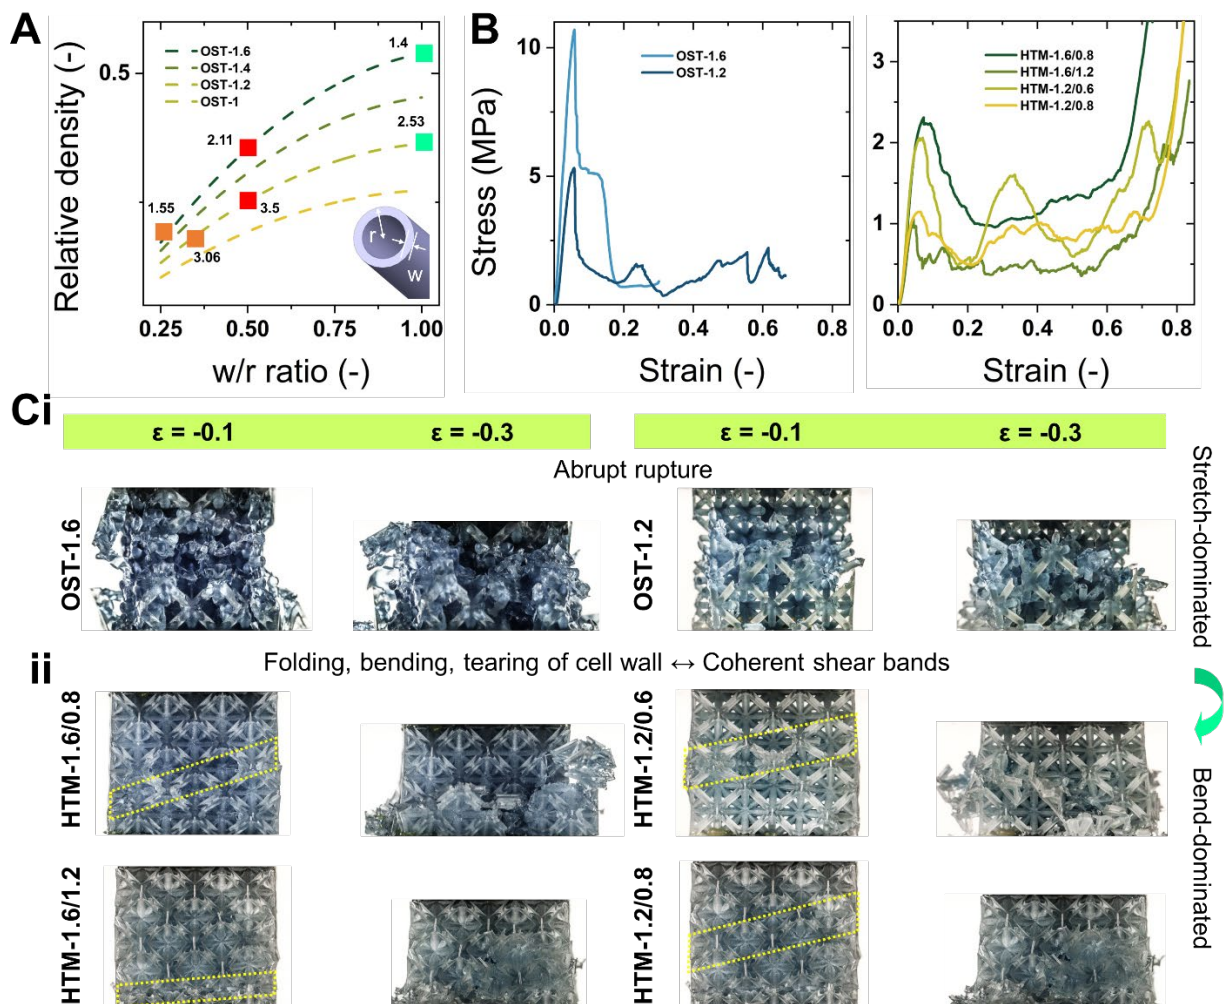 A
Relative density (-)
0.5
OST-1.6
OST-1.4
OST-1.2
OST-1
1.4
2.11
2.53
1.55
3.5
3.06
r
w
0.25
0.50
0.75
1.00
w/r ratio (-)
B
Stress (MPa)
10
5
0
OST-1.6
OST-1.2
0.0
0.2
0.4
0.6
0.8
Strain (-)
3
2
1
0
HTM-1.6/0.8
HTM-1.6/1.2
HTM-1.2/0.6
HTM-1.2/0.8
0.0
0.2
0.4
0.6
0.8
Strain (-)
Ci
ε = -0.1
ε = -0.3
ε = -0.1
ε = -0.3
Abrupt rupture
OST-1.6
OST-1.2
Stretch-dominated
ii
Folding, bending, tearing of cell wall ↔ Coherent shear bands
HTM-1.6/0.8
HTM-1.2/0.6
Bend-dominated
HTM-1.6/1.2
HTM-1.2/0.8